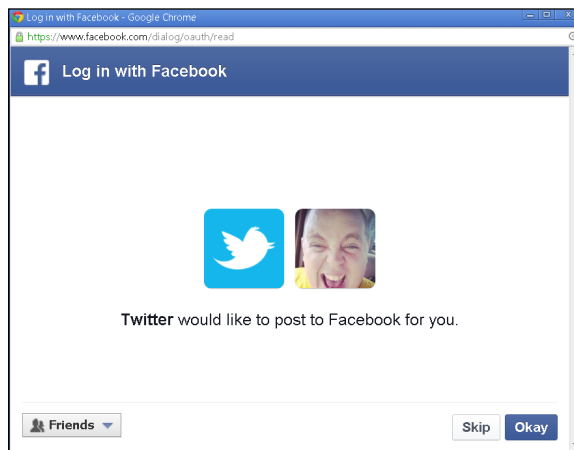 Log in with Facebook - Google Chrome
https://www.facebook.com/dialog/oauth/read
Log in with Facebook
Twitter would like to post to Facebook for you.
Friends
Skip
Okay